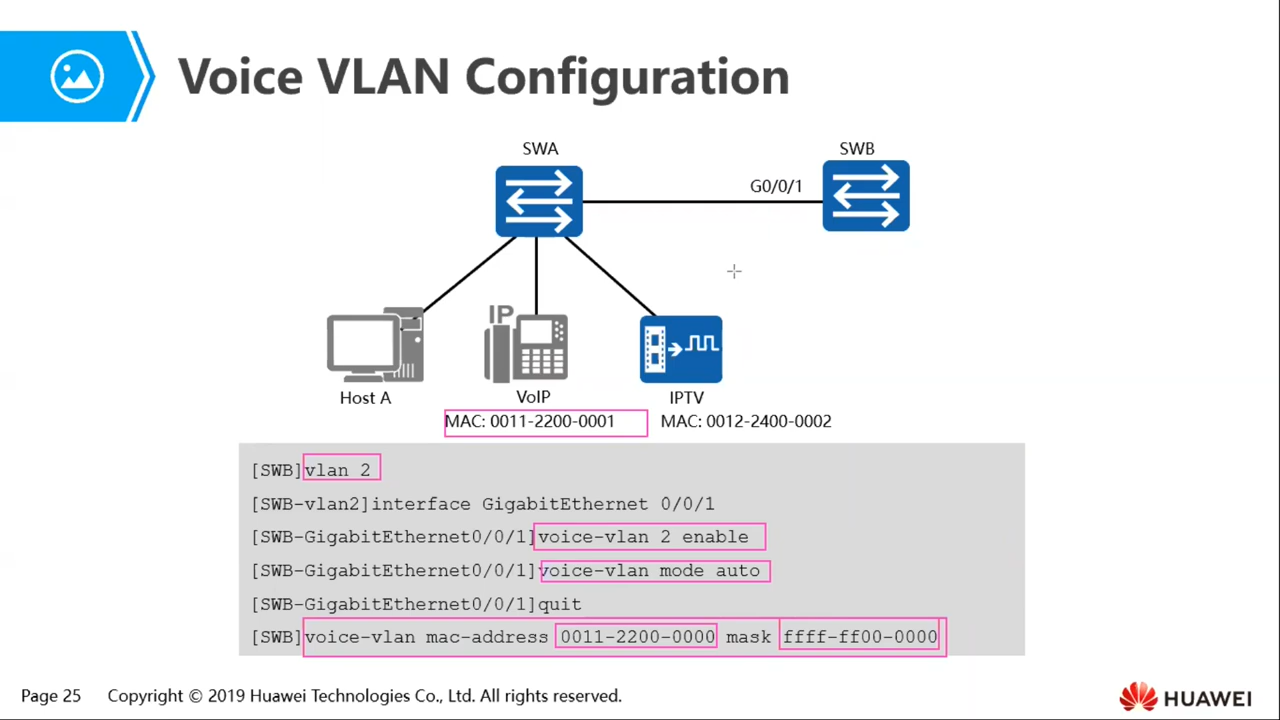 Voice VLAN Configuration
SWA
SWB
G0/0/1
IP
Host A
VoIP
IPTV
MAC: 0011-2200-0001
MAC: 0012-2400-0002
[SWB]vlan 2
[SWB-vlan2]interface GigabitEthernet 0/0/1
[SWB-GigabitEthernet0/0/1]voice-vlan 2 enable
[SWB-GigabitEthernet0/0/1]voice-vlan mode auto
[SWB-GigabitEthernet0/0/1]quit
[SWB]voice-vlan mac-address 0011-2200-0000 mask ffff-ff00-0000
Page 25
Copyright © 2019 Huawei Technologies Co., Ltd. All rights reserved.
HUAWEI